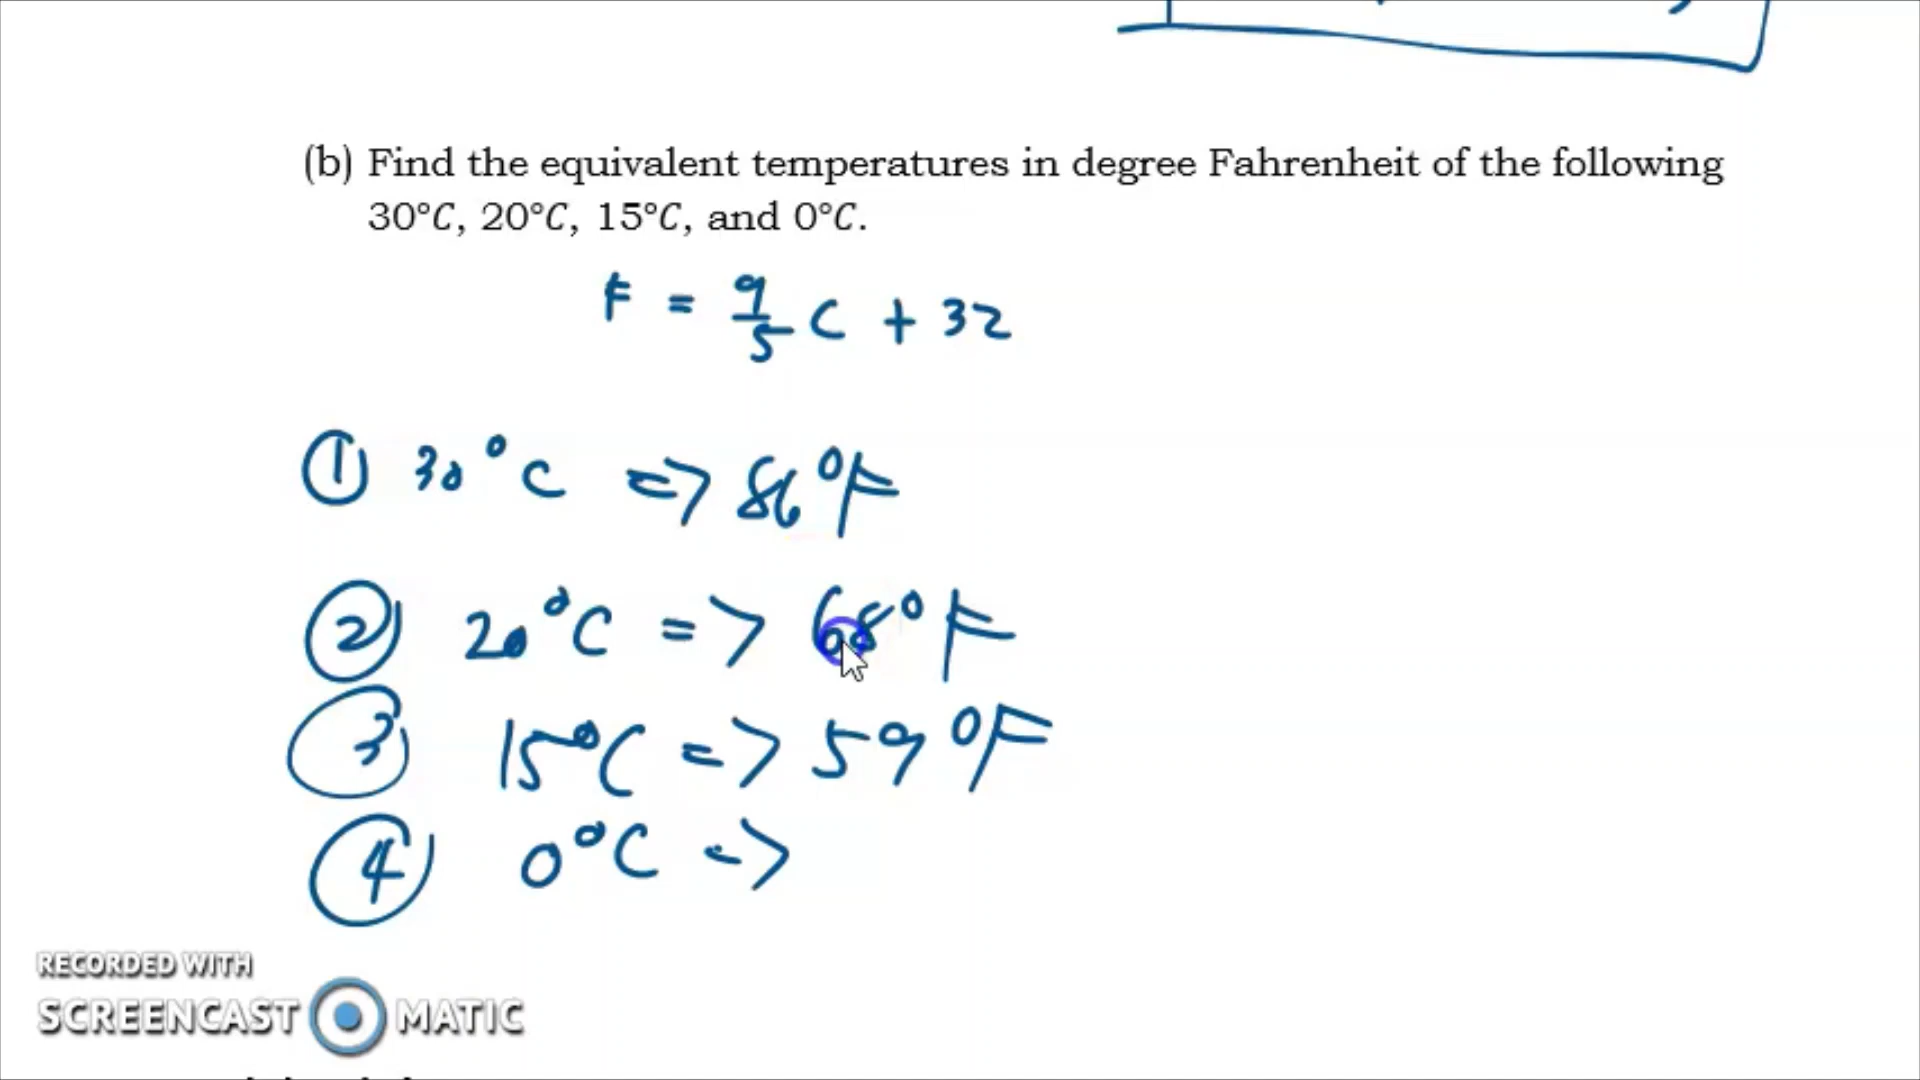 (b) Find the equivalent temperatures in degree Fahrenheit of the following
30°C, 20°C, 15°C, and 0°C.
F = 9/5 C + 32
① 30°C => 86°F
② 20°C => 68°F
③ 15°C => 59°F
④ 0°C =>
RECORDED WITH
SCREENCAST MATIC